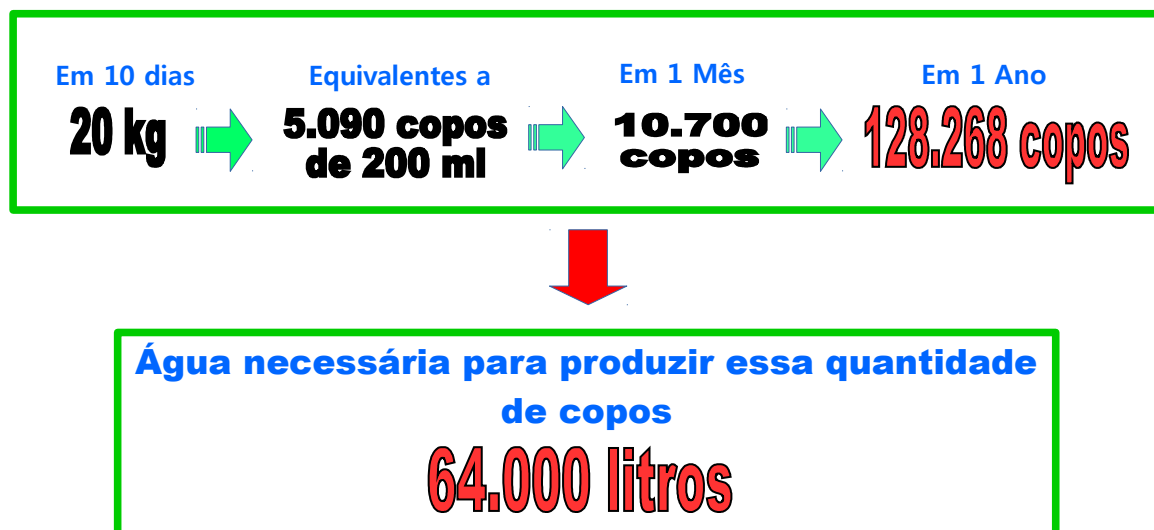 Em 10 dias
20 kg
Equivalentes a
5.090 copos
de 200 ml
Em 1 Mês
10.700
copos
Em 1 Ano
128.268 copos
Água necessária para produzir essa quantidade
de copos
64.000 litros